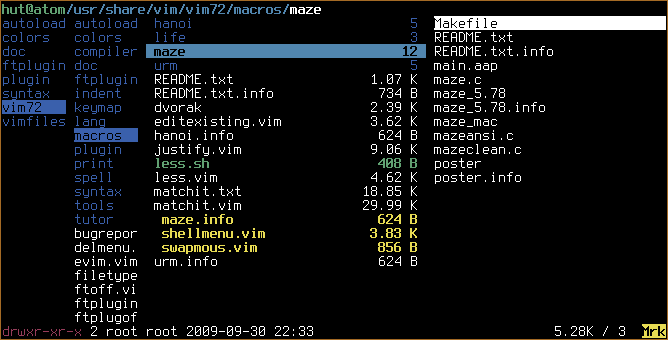 hut@atom/usr/share/vim/vim72/macros/maze
autoload autoload hanoi 5 Makefile
colors colors life 3 README.txt
doc compiler maze 12 README.txt.info
ftplugin doc urm 5 main.aap
plugin ftplugin README.txt 1.07 K maze.c
syntax indent README.txt.info 734 B maze_5.78
vim72 keymap dvorak 2.39 K maze_5.78.info
vimfiles lang editexisting.vim 3.62 K maze_mac
macros hanoi.info 624 B mazeansi.c
plugin justify.vim 9.06 K mazeclean.c
print less.sh 408 B poster
spell less.vim 4.62 K poster.info
syntax matchit.txt 18.85 K
tools matchit.vim 29.99 K
tutor maze.info 624 B
bugrepor shellmenu.vim 3.83 K
delmenu. swapmous.vim 856 B
evim.vim urm.info 624 B
filetype
ftoff.vi
ftplugin
ftplugof
drwxr-xr-x 2 root root 2009-09-30 22:33 5.28K / 3 Mrk